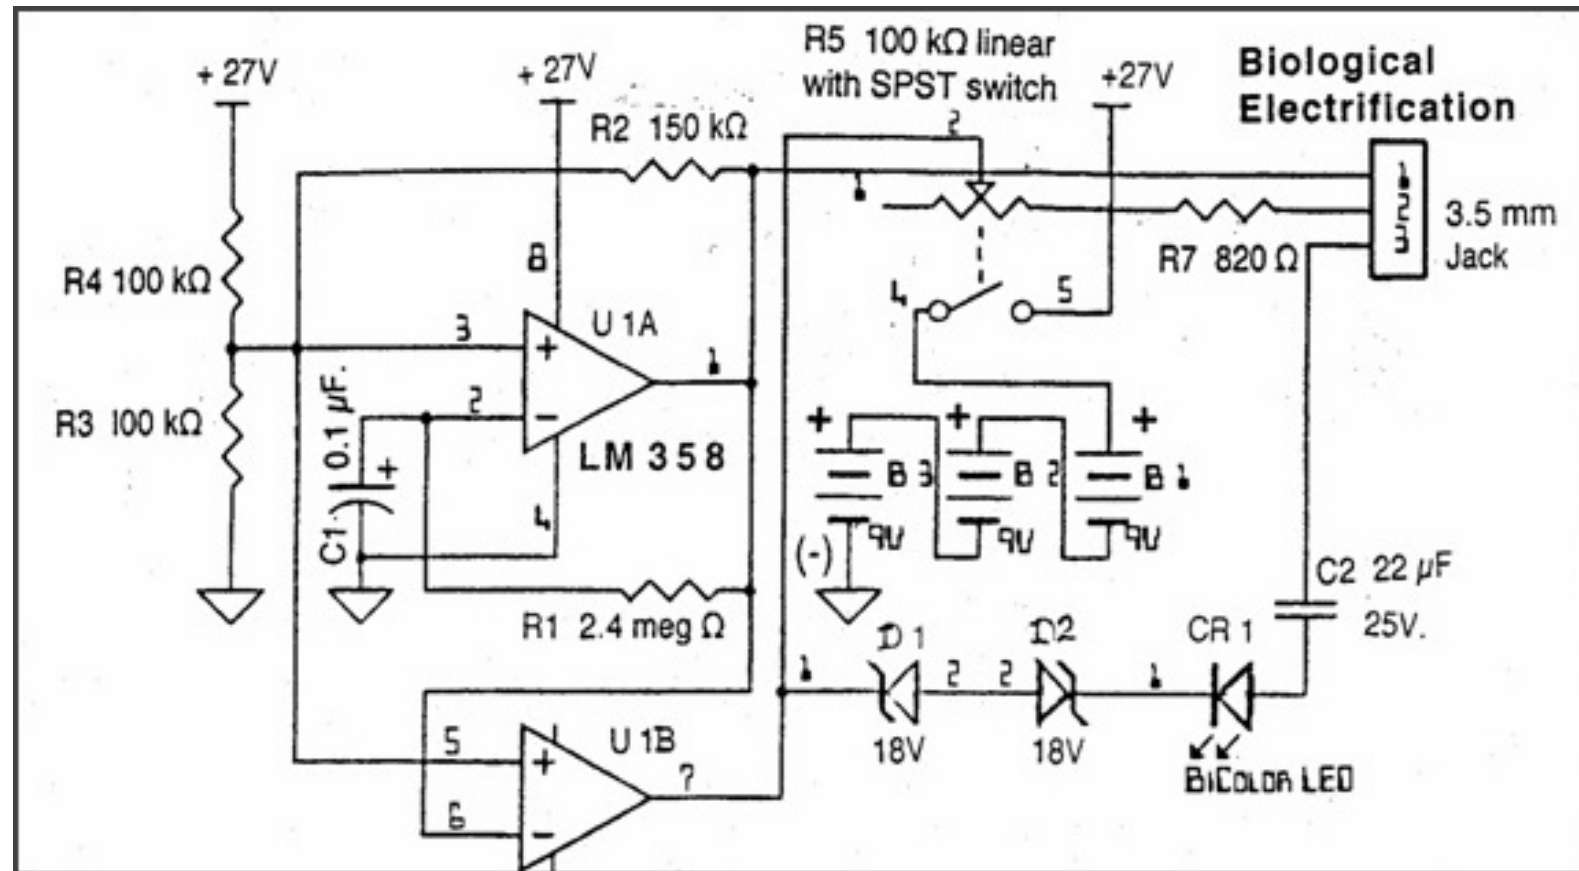 + 27V
+ 27V
R5 100 kΩ linear
with SPST switch
+27V
Biological
Electrification
R2 150 kΩ
2
1
1
2
3
3.5 mm
Jack
R7 820 Ω
R4 100 kΩ
8
U 1A
3
+
1
4
5
2
−
R3 100 kΩ
0.1 µF.
+
C1
LM 358
4
+
+
+
B 3
B 2
B 1
9V
9V
9V
(-)
R1 2.4 meg Ω
C2 22 µF
25V.
D 1
D2
CR 1
1
2
2
1
18V
18V
BiCOLOR LED
U 1B
5
+
7
6
−